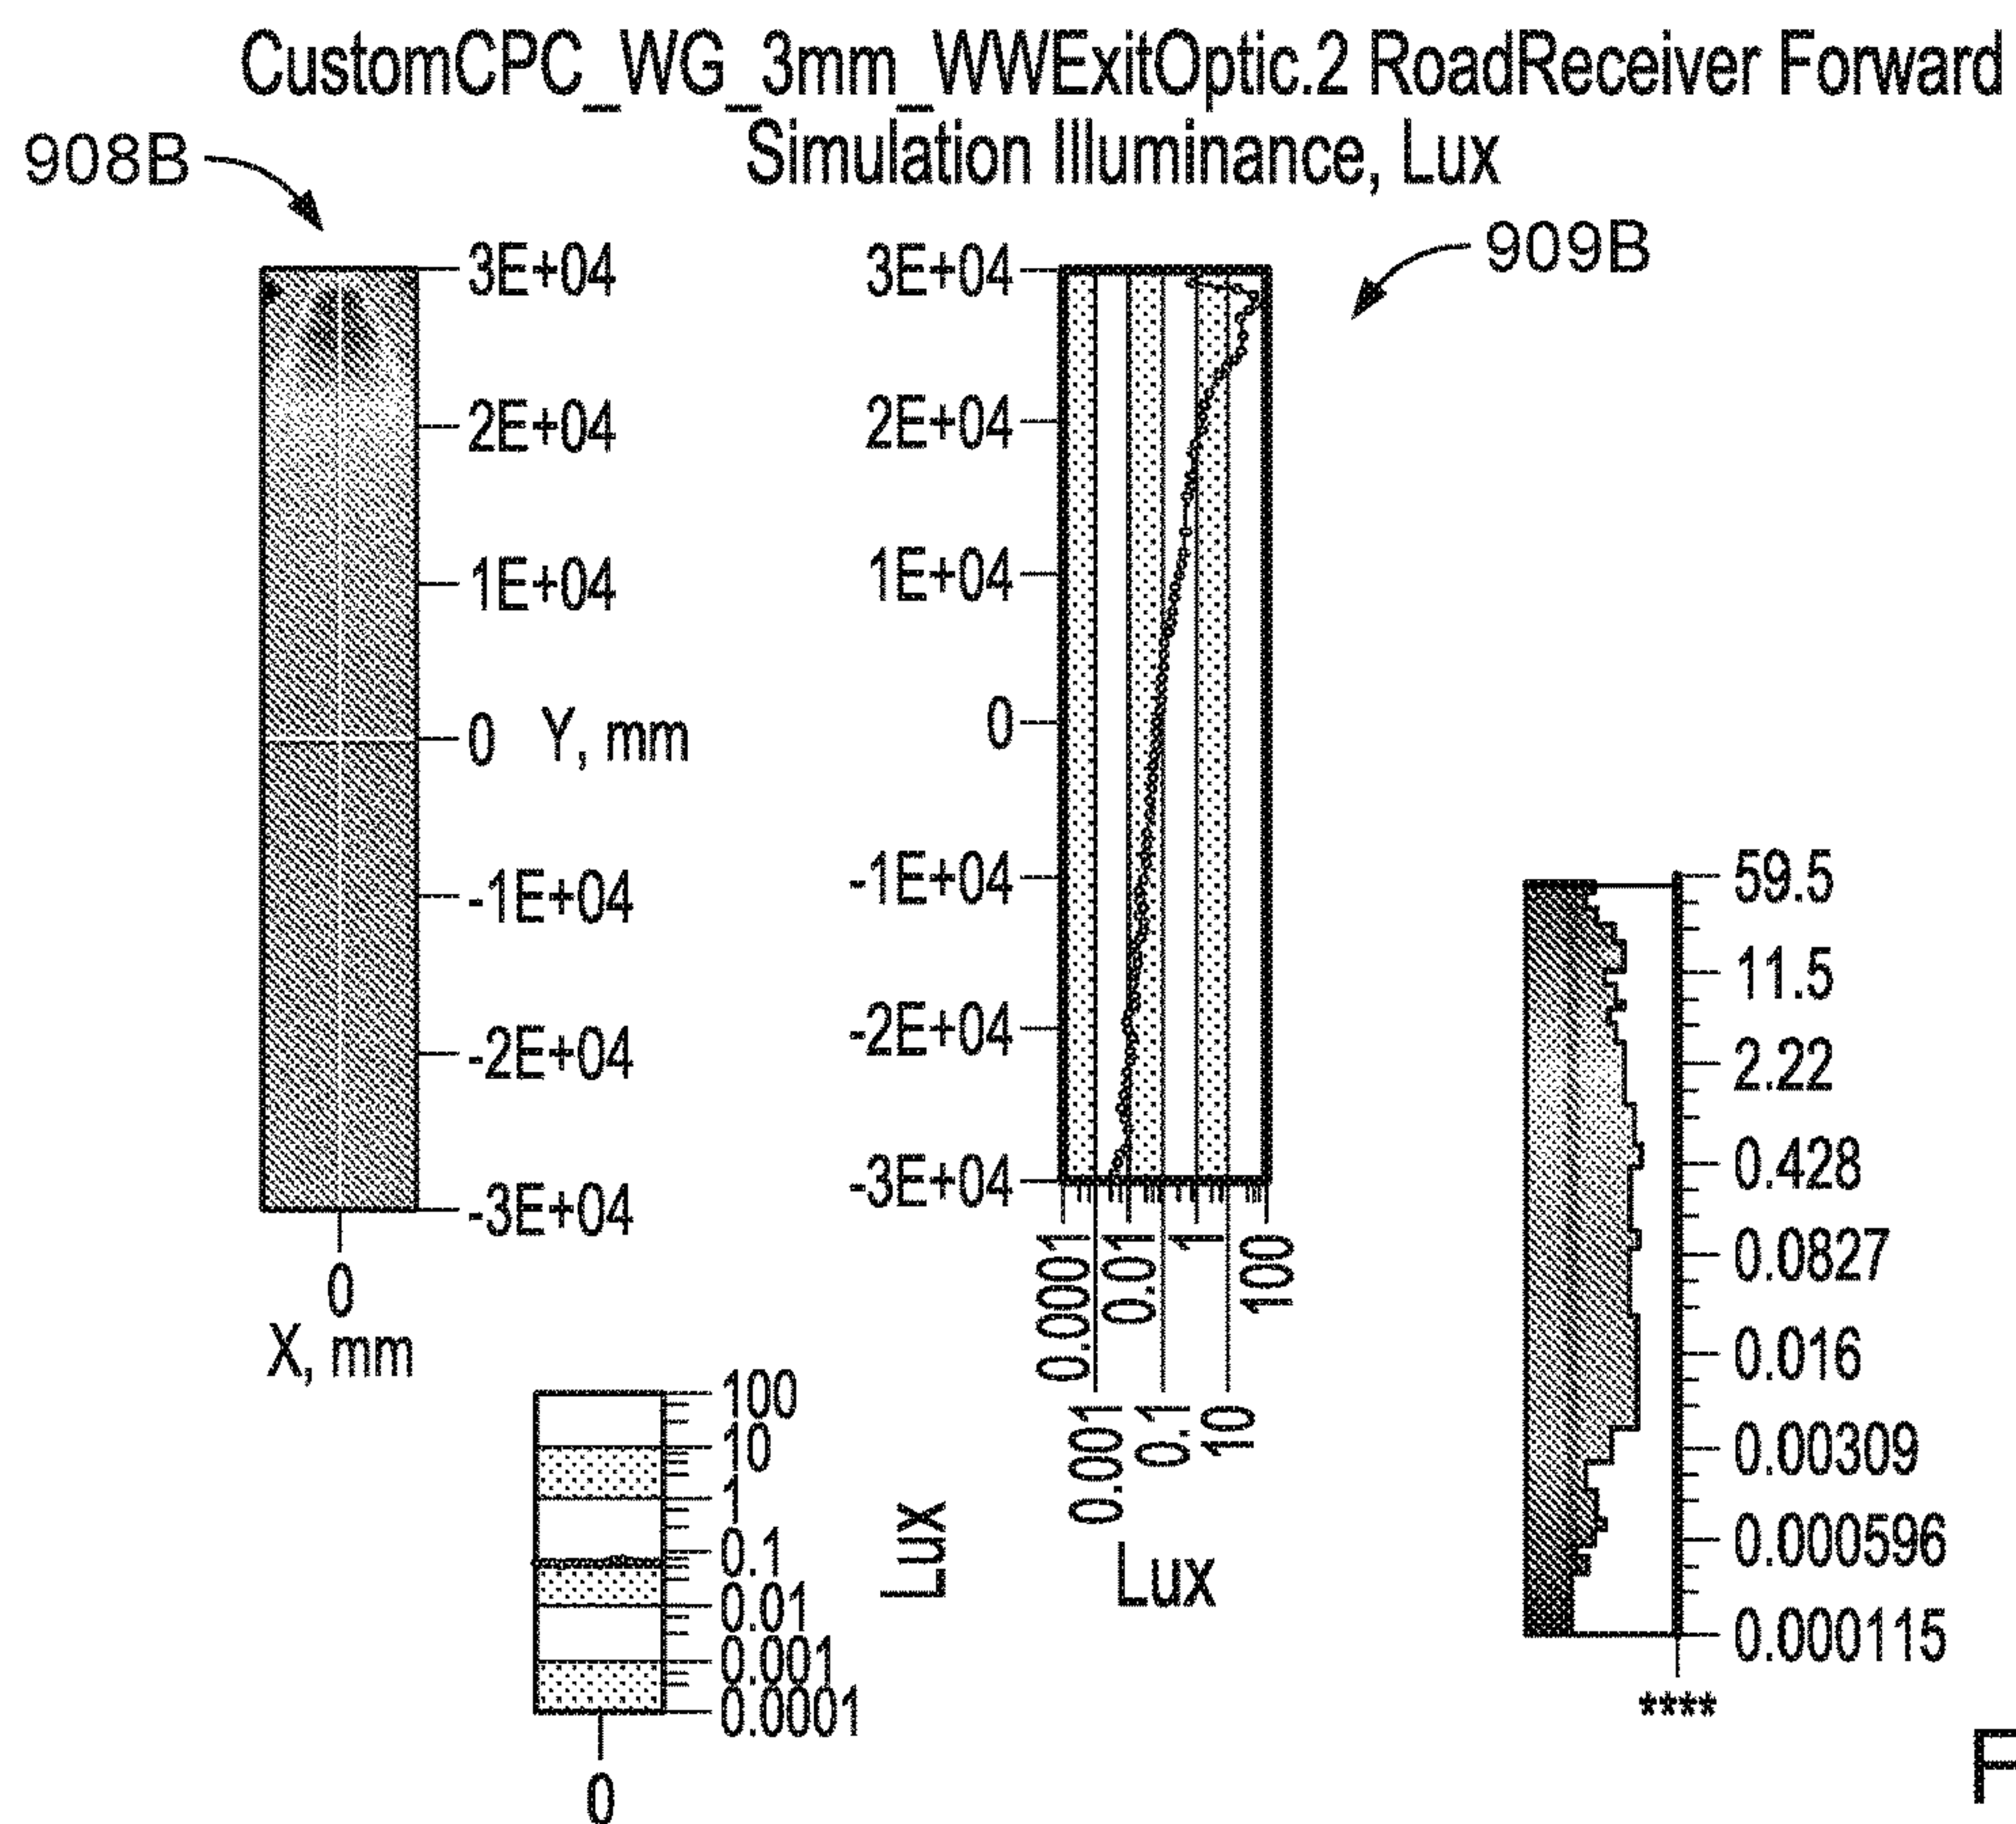 CustomCPC_WG_3mm_WWExitOptic.2 RoadReceiver Forward
Simulation Illuminance, Lux
908B
909B
3E+04
2E+04
1E+04
0 Y, mm
-1E+04
-2E+04
-3E+04
0
X, mm
3E+04
2E+04
1E+04
0
-1E+04
-2E+04
-3E+04
0.0001
0.001
0.01
0.1
1
10
100
Lux
100
10
1
0.1
0.01
0.001
0.0001
Lux
0
59.5
11.5
2.22
0.428
0.0827
0.016
0.00309
0.000596
0.000115
****
F